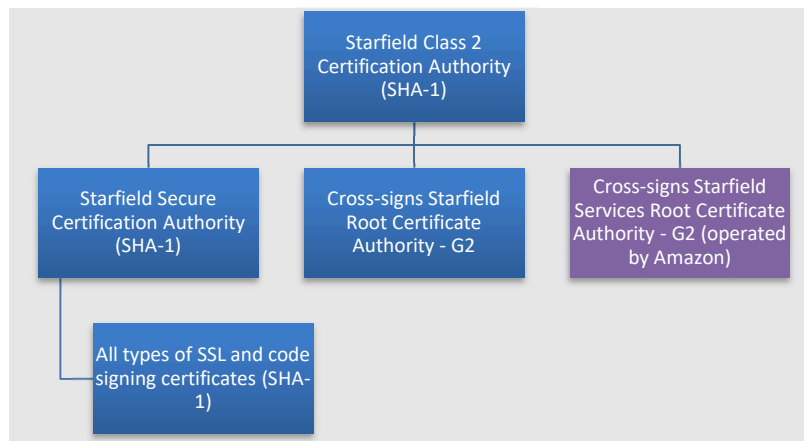 Starfield Class 2
Certification Authority
(SHA-1)
Starfield Secure
Certification Authority
(SHA-1)
Cross-signs Starfield
Root Certificate
Authority - G2
Cross-signs Starfield
Services Root Certificate
Authority - G2 (operated
by Amazon)
All types of SSL and code
signing certificates (SHA-
1)